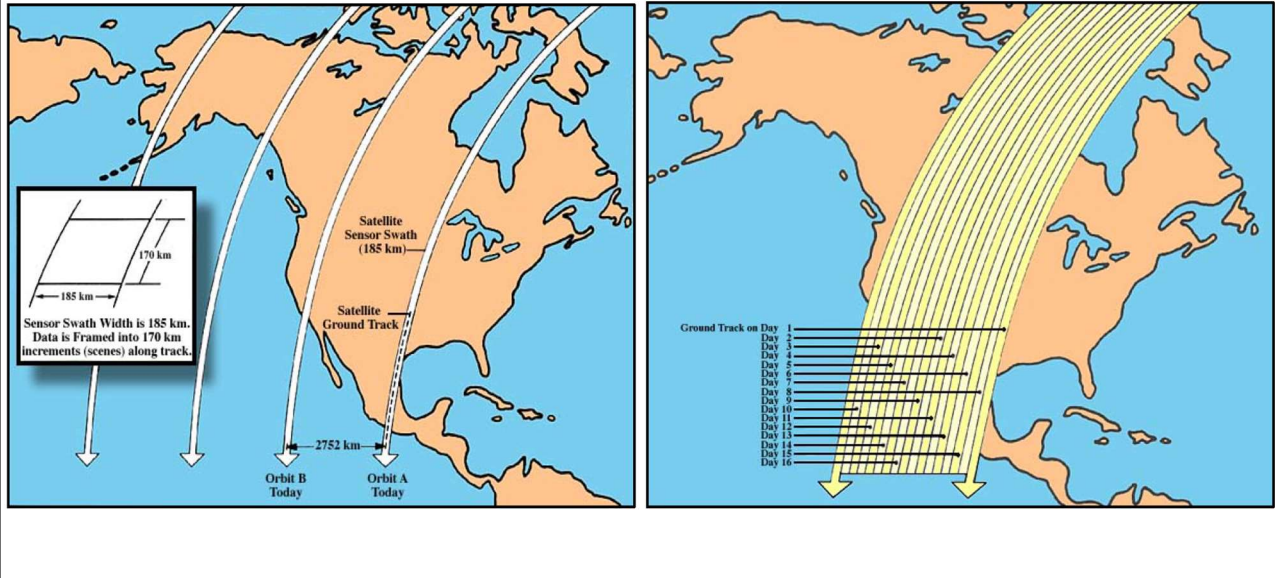 Satellite
Sensor Swath
(185 km)
170 km
185 km
Sensor Swath Width is 185 km.
Data is Framed into 170 km
increments (scenes) along track.
Satellite
Ground Track
2752 km
Orbit B
Today
Orbit A
Today
Ground Track on Day 1
Day 2
Day 3
Day 4
Day 5
Day 6
Day 7
Day 8
Day 9
Day 10
Day 11
Day 12
Day 13
Day 14
Day 15
Day 16